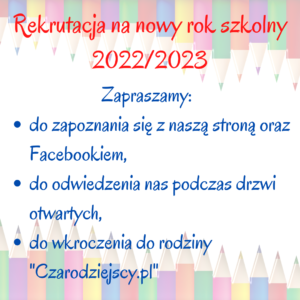 Rekrutacja na nowy rok szkolny
2022/2023
Zapraszamy:
• do zapoznania się z naszą stroną oraz
Facebookiem,
• do odwiedzenia nas podczas drzwi
otwartych,
• do wkroczenia do rodziny
"Czarodziejscy.pl"